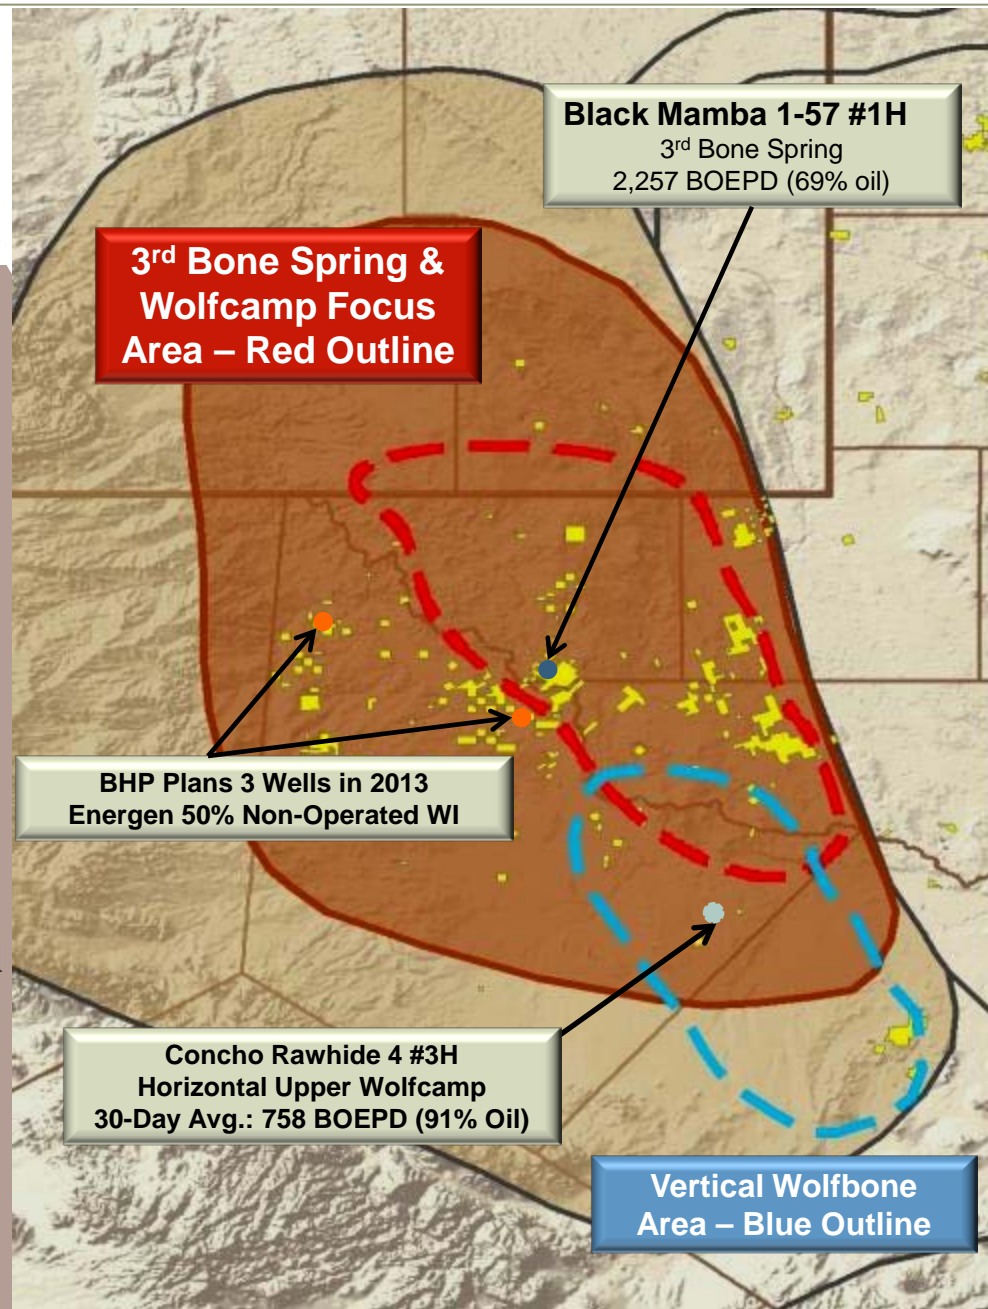 Black Mamba 1-57 #1H
3rd Bone Spring
2,257 BOEPD (69% oil)
3rd Bone Spring &
Wolfcamp Focus
Area – Red Outline
BHP Plans 3 Wells in 2013
Energen 50% Non-Operated WI
Concho Rawhide 4 #3H
Horizontal Upper Wolfcamp
30-Day Avg.: 758 BOEPD (91% Oil)
Vertical Wolfbone
Area – Blue Outline